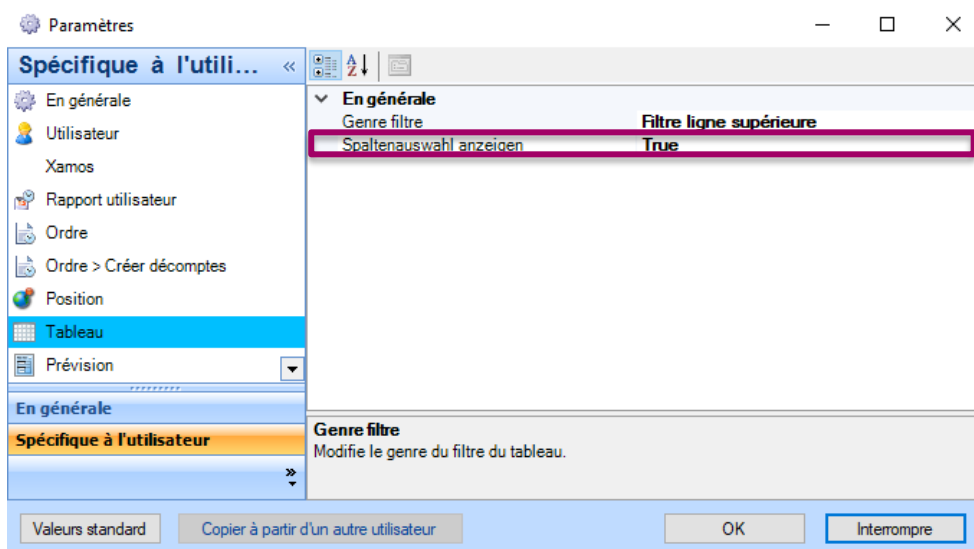 Paramètres
Spécifique à l'utili... «
En générale
Utilisateur
Xamos
Rapport utilisateur
Ordre
Ordre > Créer décomptes
Position
Tableau
Prévision
En générale
Spécifique à l'utilisateur
»
En générale
Genre filtre Filtre ligne supérieure
Spaltenauswahl anzeigen True
Genre filtre
Modifie le genre du filtre du tableau.
Valeurs standard Copier à partir d'un autre utilisateur OK Interrompre